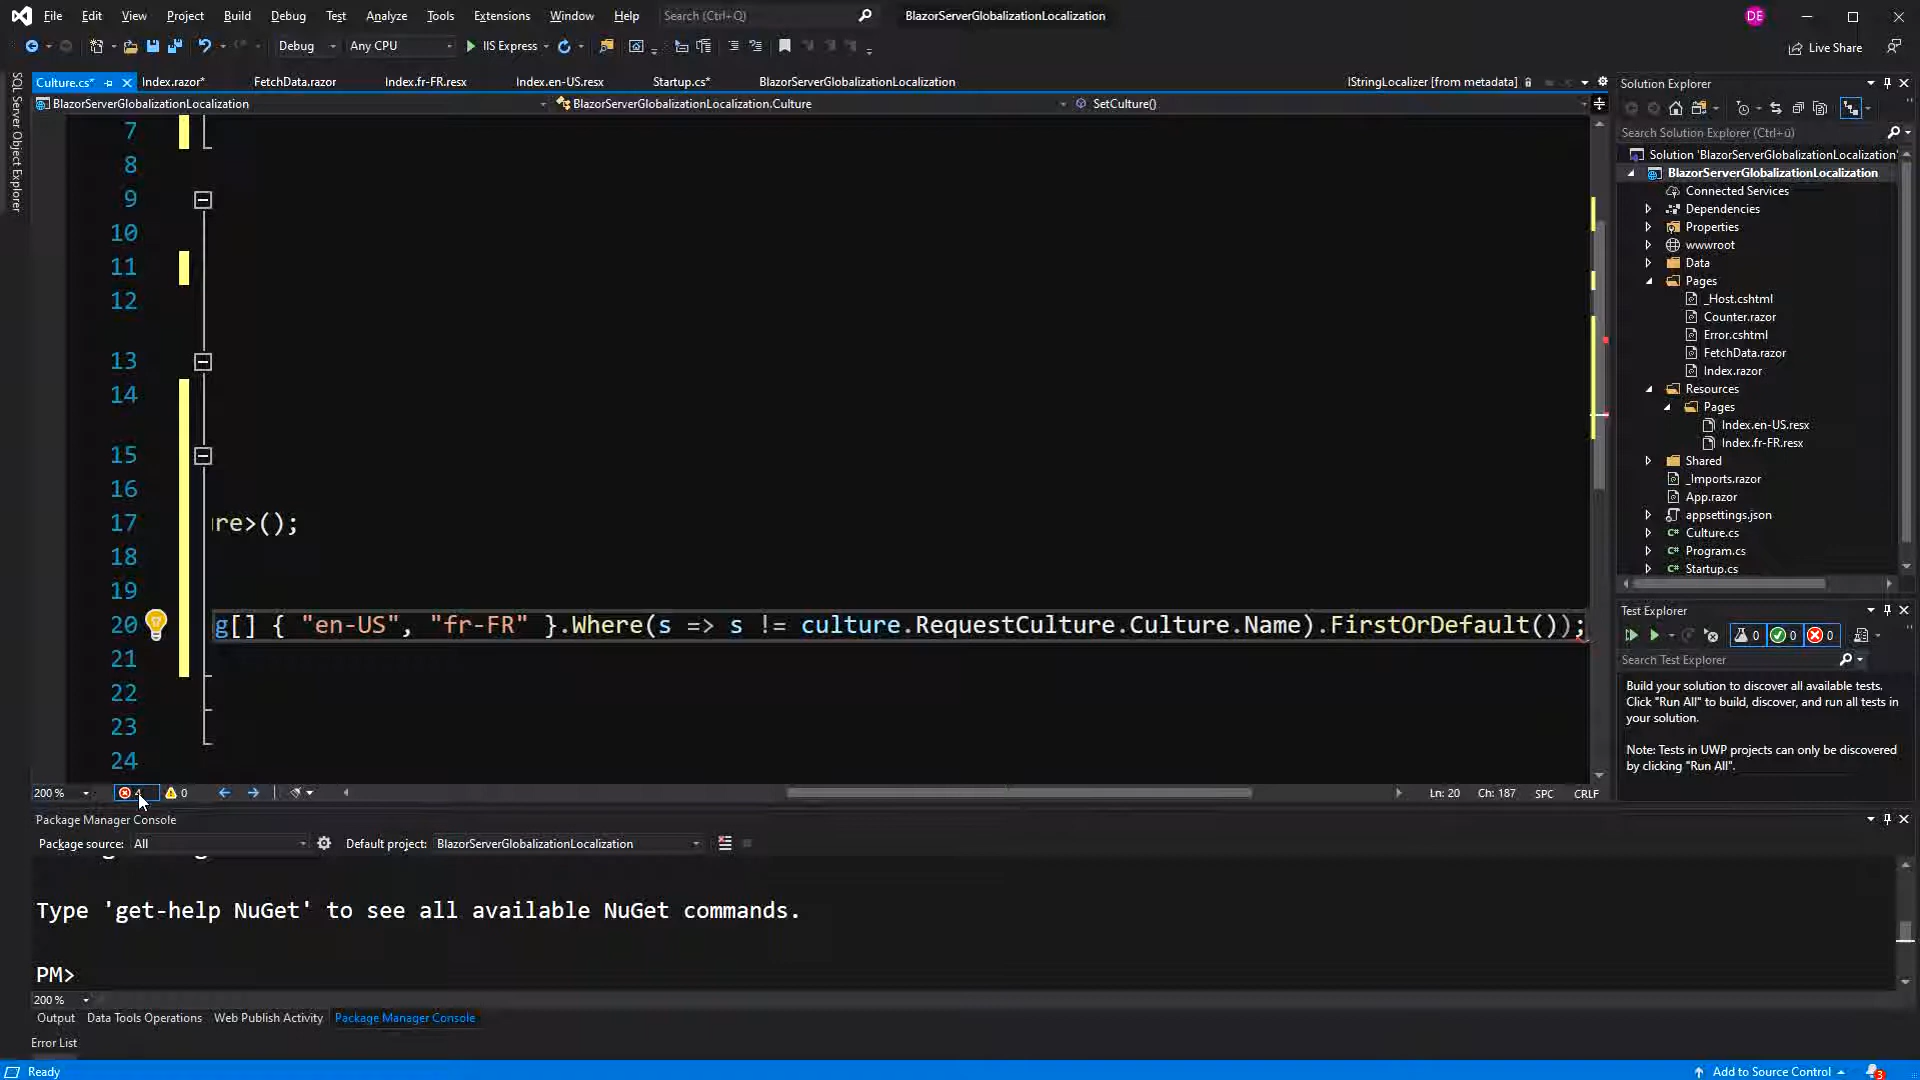 File Edit View Project Build Debug Test Analyze Tools Extensions Window Help Search (Ctrl+Q) BlazorServerGlobalizationLocalization DE
Debug Any CPU IIS Express Live Share
SQL Server Object Explorer
Culture.cs* Index.razor* FetchData.razor Index.fr-FR.resx Index.en-US.resx Startup.cs* BlazorServerGlobalizationLocalization IStringLocalizer [from metadata]
BlazorServerGlobalizationLocalization BlazorServerGlobalizationLocalization.Culture SetCulture()
7
8
9
10
11
12
13
14
15
16
17 re>();
18
19
20 g[] { "en-US", "fr-FR" }.Where(s => s != culture.RequestCulture.Culture.Name).FirstOrDefault());
21
22
23
24
200 % 4 0 Ln: 20 Ch: 187 SPC CRLF
Solution Explorer
Search Solution Explorer (Ctrl+ü)
Solution 'BlazorServerGlobalizationLocalization'
BlazorServerGlobalizationLocalization
Connected Services
Dependencies
Properties
wwwroot
Data
Pages
_Host.cshtml
Counter.razor
Error.cshtml
FetchData.razor
Index.razor
Resources
Pages
Index.en-US.resx
Index.fr-FR.resx
Shared
_Imports.razor
App.razor
appsettings.json
C# Culture.cs
C# Program.cs
C# Startup.cs
Test Explorer
0 0 0
Search Test Explorer
Build your solution to discover all available tests.
Click "Run All" to build, discover, and run all tests in
your solution.
Note: Tests in UWP projects can only be discovered
by clicking "Run All".
Package Manager Console
Package source: All Default project: BlazorServerGlobalizationLocalization
Type 'get-help NuGet' to see all available NuGet commands.
PM>
200 %
Output Data Tools Operations Web Publish Activity Package Manager Console
Error List
Ready Add to Source Control 3